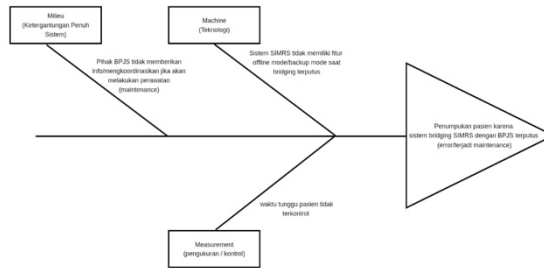 Milieu
(Ketergantungan Penuh
Sistem)
Machine
(Teknologi)
Pihak BPJS tidak memberikan
info/mengkoordinasikan jika akan
melakukan perawatan
(maintenance)
Sistem SIMRS tidak memiliki fitur
offline mode/backup mode saat
bridging terputus
Penumpukan pasien karena
sistem bridging SIMRS dengan BPJS terputus
(error/terjadi maintenance)
waktu tunggu pasien tidak
terkontrol
Measurement
(pengukuran / kontrol)